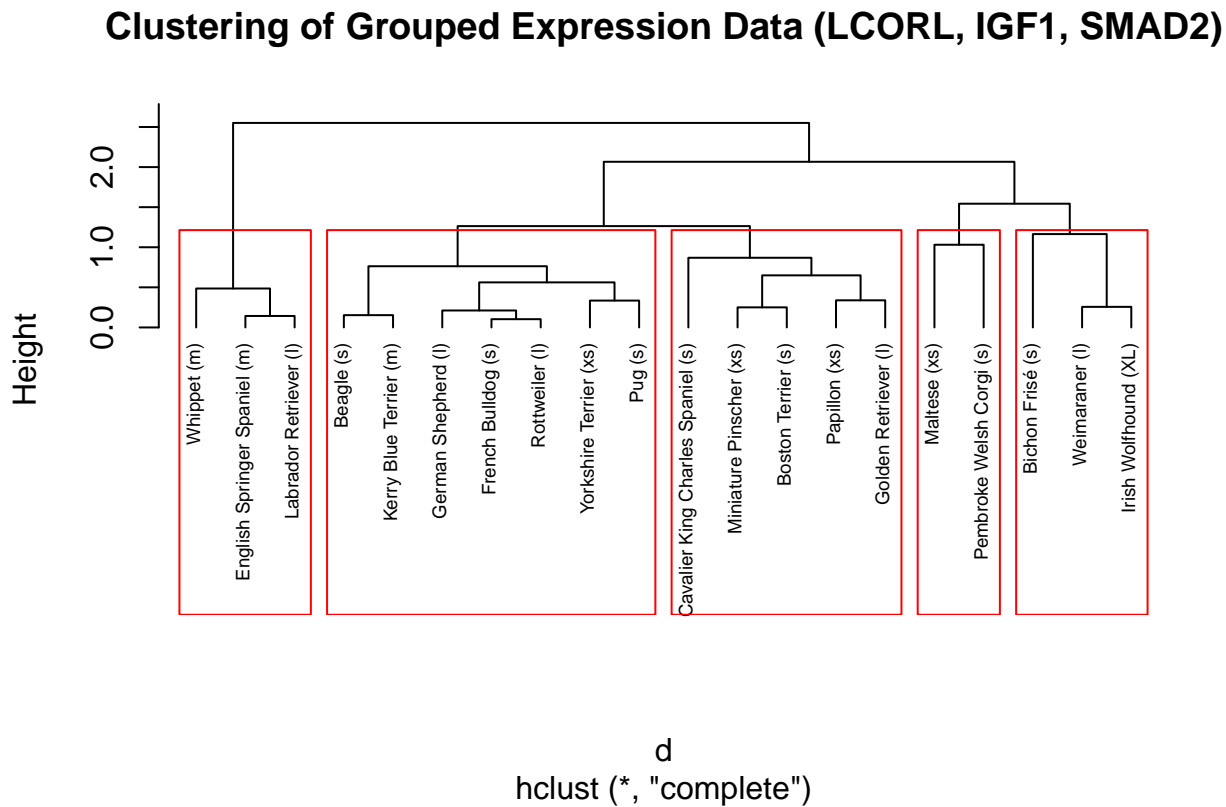 Clustering of Grouped Expression Data (LCORL, IGF1, SMAD2)
Height
0.0
1.0
2.0
Whippet (m)
English Springer Spaniel (m)
Labrador Retriever (l)
Beagle (s)
Kerry Blue Terrier (m)
German Shepherd (l)
French Bulldog (s)
Rottweiler (l)
Yorkshire Terrier (xs)
Pug (s)
Cavalier King Charles Spaniel (s)
Miniature Pinscher (xs)
Boston Terrier (s)
Papillon (xs)
Golden Retriever (l)
Maltese (xs)
Pembroke Welsh Corgi (s)
Bichon Frisé (s)
Weimaraner (l)
Irish Wolfhound (XL)
d
hclust (*, "complete")